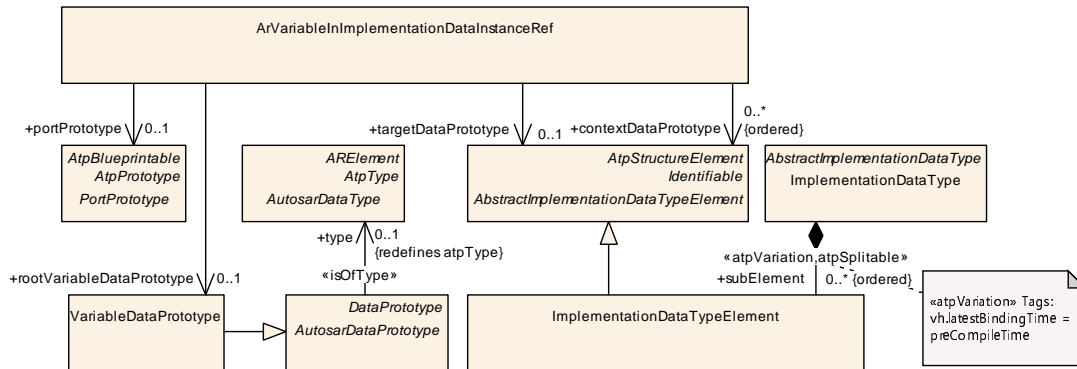 ArVariableInImplementationDataInstanceRef
+portPrototype 0..1
+targetDataPrototype 0..1
+contextDataPrototype 0..*
{ordered}
AtpBlueprintable
AtpPrototype
PortPrototype
ARElement
AtpType
AutosarDataType
AtpStructureElement
Identifiable
AbstractImplementationDataTypeElement
AbstractImplementationDataType
ImplementationDataType
+type 0..1
{redefines atpType}
«isOfType»
«atpVariation,atpSplitable»
+subElement 0..* {ordered}
+rootVariableDataPrototype 0..1
VariableDataPrototype
DataPrototype
AutosarDataPrototype
ImplementationDataTypeElement
«atpVariation» Tags:
vh.latestBindingTime =
preCompileTime